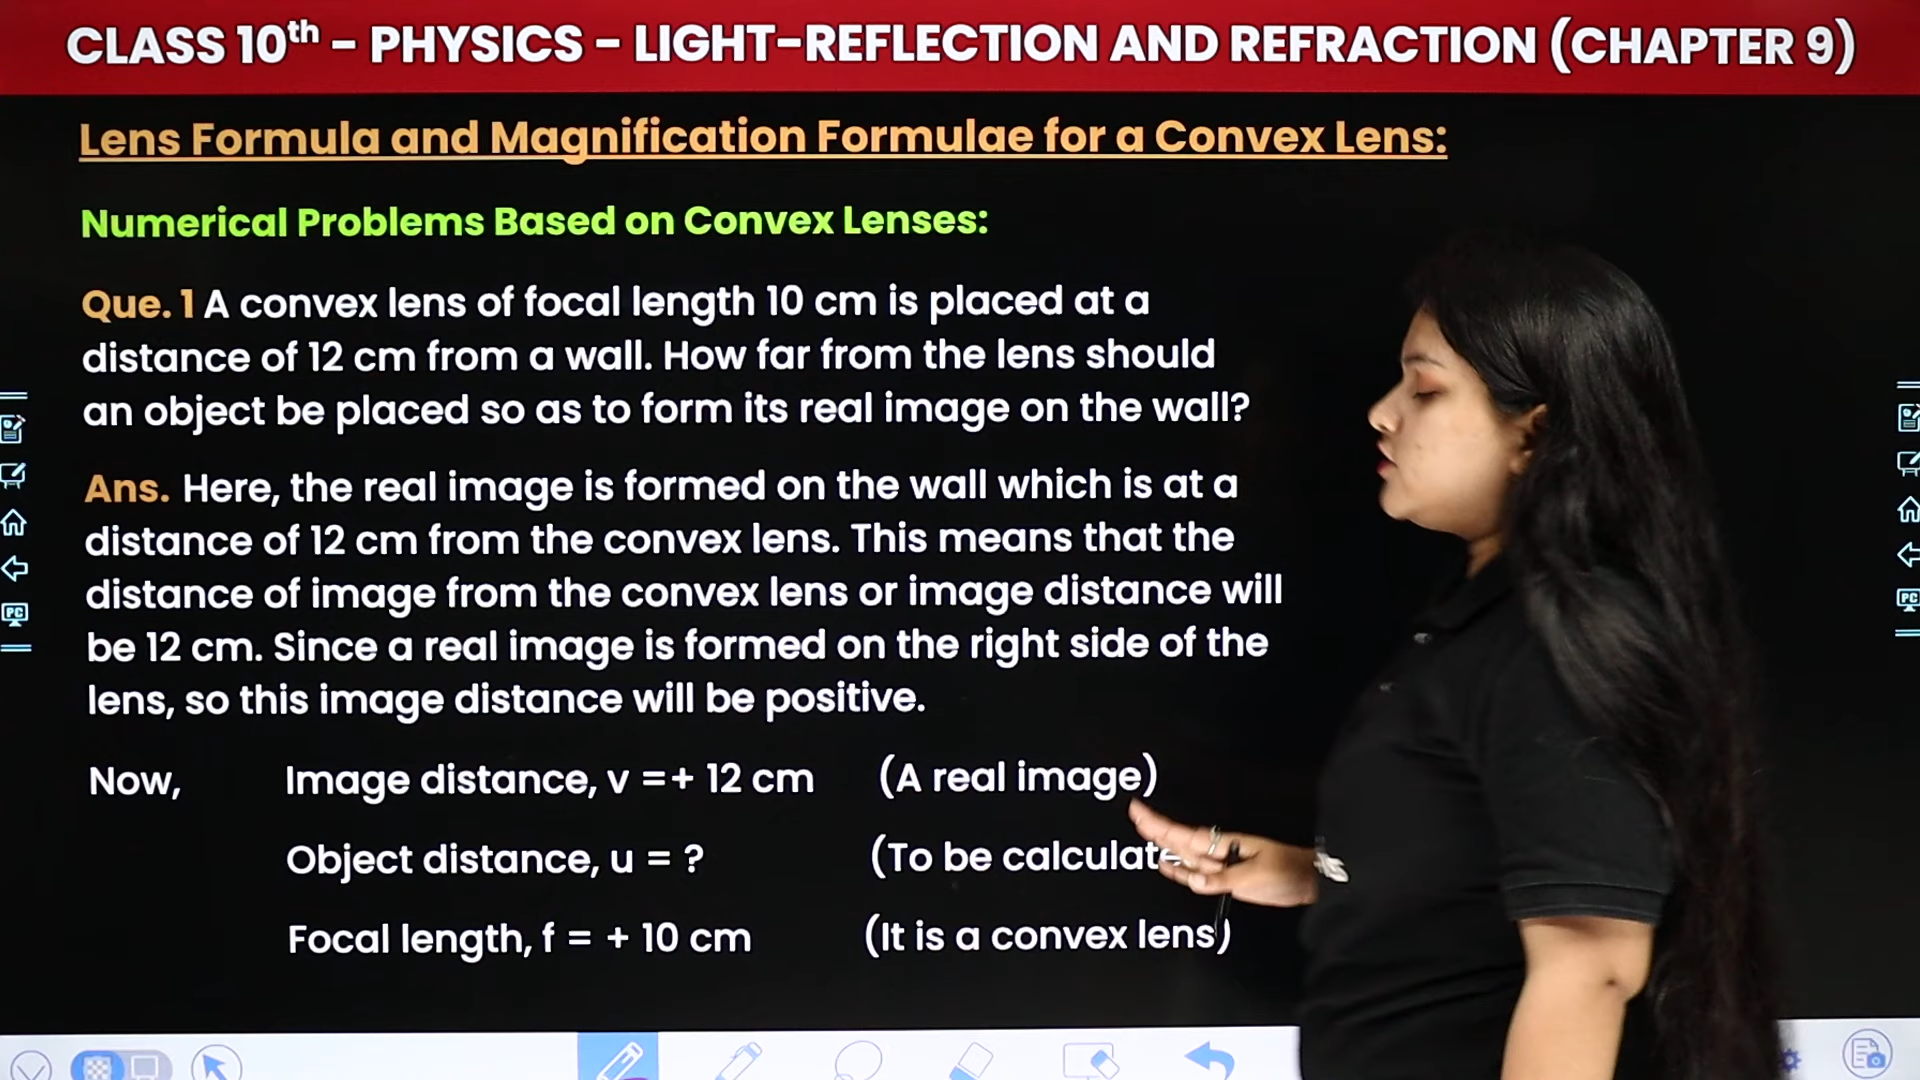 CLASS 10th – PHYSICS – LIGHT-REFLECTION AND REFRACTION (CHAPTER 9)
Lens Formula and Magnification Formulae for a Convex Lens:
Numerical Problems Based on Convex Lenses:
Que. 1 A convex lens of focal length 10 cm is placed at a
distance of 12 cm from a wall. How far from the lens should
an object be placed so as to form its real image on the wall?
Ans. Here, the real image is formed on the wall which is at a
distance of 12 cm from the convex lens. This means that the
distance of image from the convex lens or image distance will
be 12 cm. Since a real image is formed on the right side of the
lens, so this image distance will be positive.
Now, Image distance, v =+ 12 cm (A real image)
Object distance, u = ? (To be calculate
Focal length, f = + 10 cm (It is a convex lens)
PC
PC